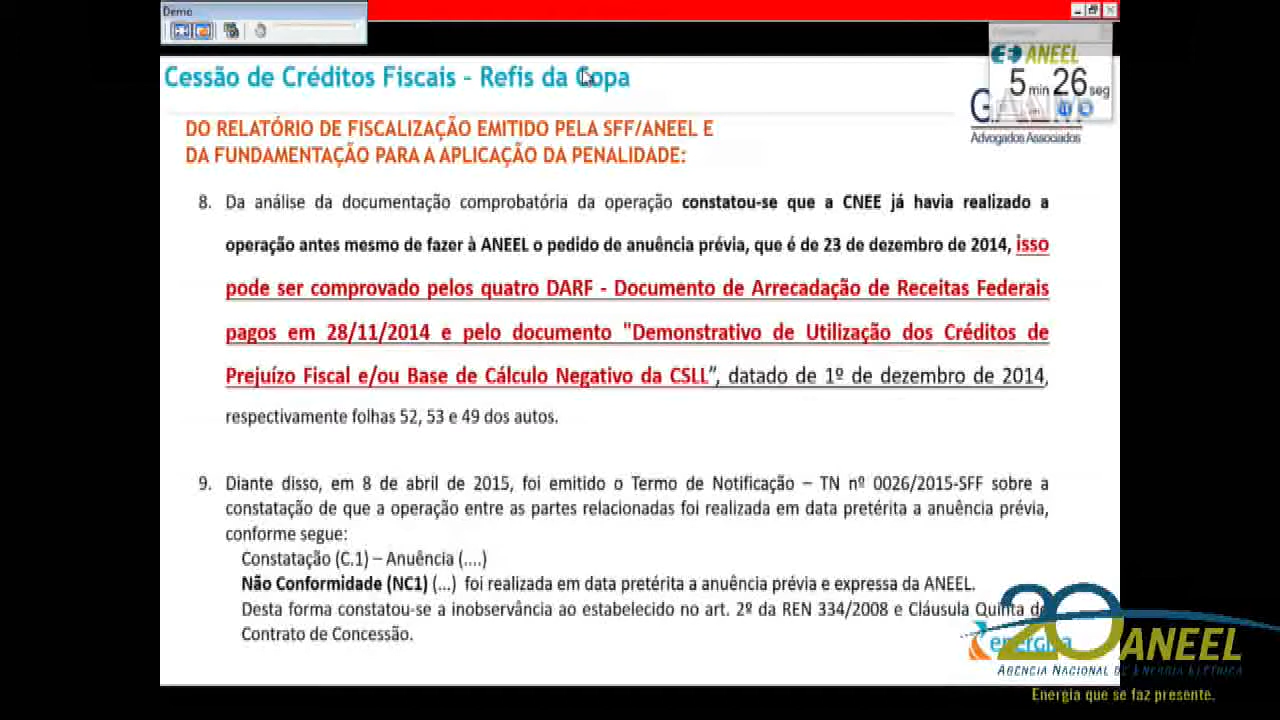 Demo
ANEEL
5 min 26 seg
Cessão de Créditos Fiscais - Refis da Copa
Advogados Associados
DO RELATÓRIO DE FISCALIZAÇÃO EMITIDO PELA SFF/ANEEL E
DA FUNDAMENTAÇÃO PARA A APLICAÇÃO DA PENALIDADE:
8. Da análise da documentação comprobatória da operação constatou-se que a CNEE já havia realizado a
operação antes mesmo de fazer à ANEEL o pedido de anuência prévia, que é de 23 de dezembro de 2014, isso
pode ser comprovado pelos quatro DARF - Documento de Arrecadação de Receitas Federais
pagos em 28/11/2014 e pelo documento "Demonstrativo de Utilização dos Créditos de
Prejuízo Fiscal e/ou Base de Cálculo Negativo da CSLL”, datado de 1º de dezembro de 2014,
respectivamente folhas 52, 53 e 49 dos autos.
9. Diante disso, em 8 de abril de 2015, foi emitido o Termo de Notificação – TN nº 0026/2015-SFF sobre a
constatação de que a operação entre as partes relacionadas foi realizada em data pretérita a anuência prévia,
conforme segue:
Constatação (C.1) – Anuência (....)
Não Conformidade (NC1) (...) foi realizada em data pretérita a anuência prévia e expressa da ANEEL.
Desta forma constatou-se a inobservância ao estabelecido no art. 2º da REN 334/2008 e Cláusula Quinta do
Contrato de Concessão.
energisa
20 ANEEL
AGÊNCIA NACIONAL DE ENERGIA ELÉTRICA
Energia que se faz presente.